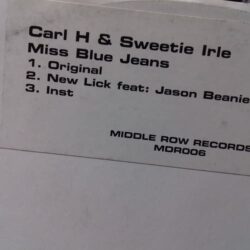 Carl H & Sweetie Irle
Miss Blue Jeans
1. Original
2. New Lick feat: Jason Beanie
3. Inst
MIDDLE ROW RECORDS
MDR006